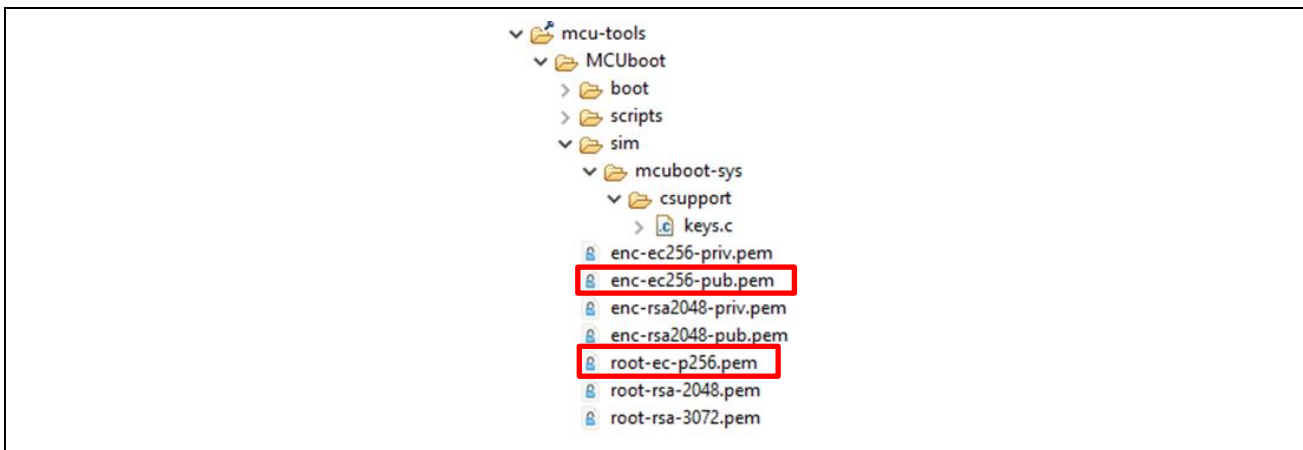 mcu-tools
MCUboot
boot
scripts
sim
mcuboot-sys
csupport
.c keys.c
enc-ec256-priv.pem
enc-ec256-pub.pem
enc-rsa2048-priv.pem
enc-rsa2048-pub.pem
root-ec-p256.pem
root-rsa-2048.pem
root-rsa-3072.pem